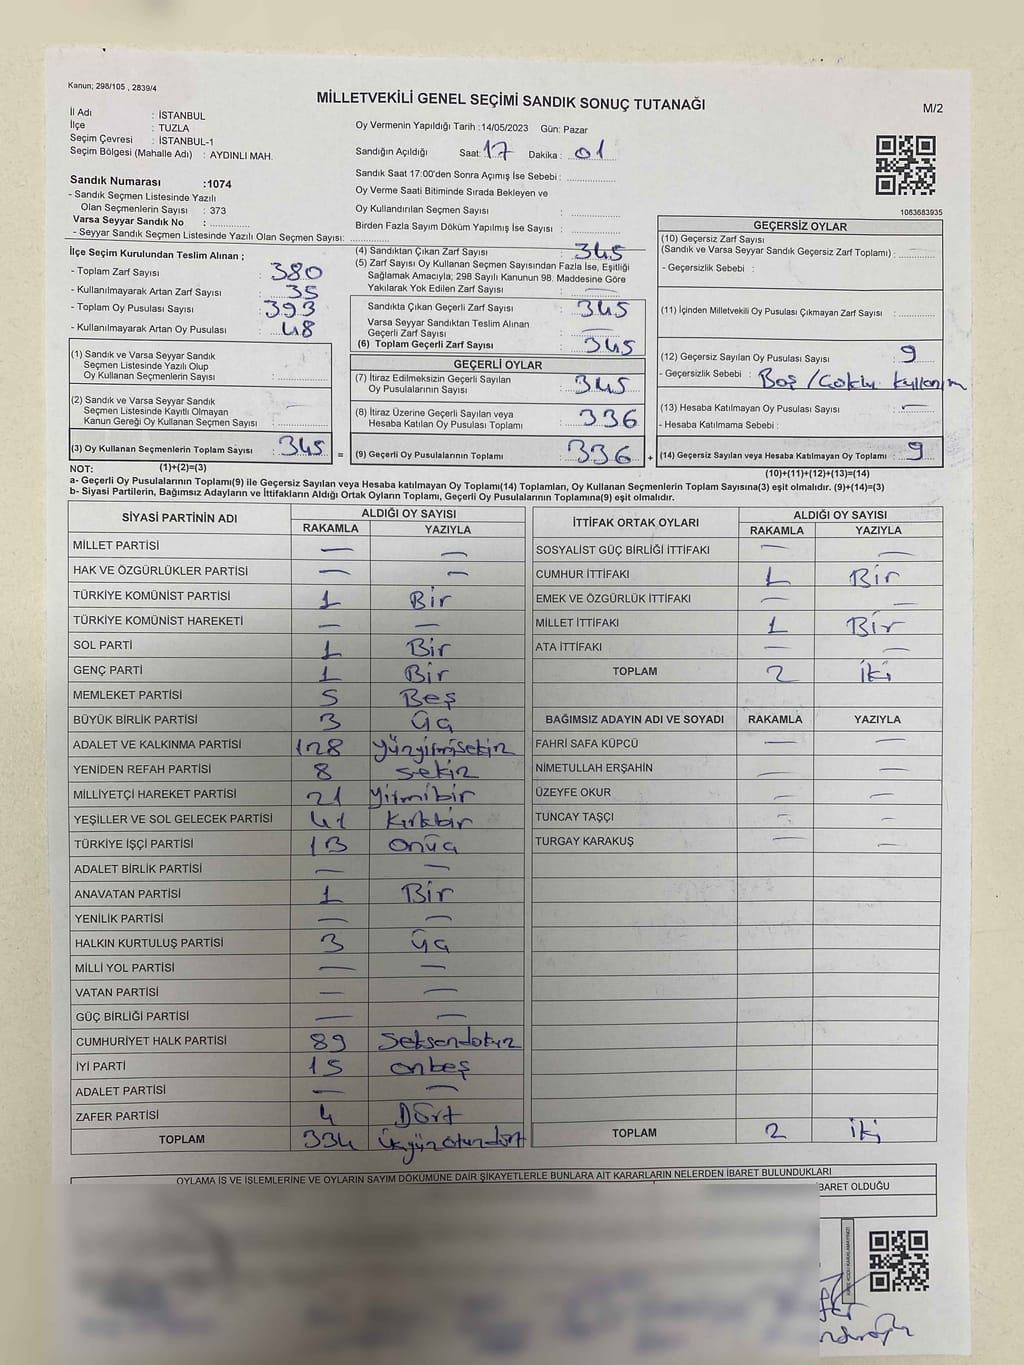 Kanun; 298/105 , 2839/4
MİLLETVEKİLİ GENEL SEÇİMİ SANDIK SONUÇ TUTANAĞI
M/2
İl Adı : İSTANBUL
İlçe : TUZLA
Seçim Çevresi : İSTANBUL-1
Seçim Bölgesi (Mahalle Adı) : AYDINLI MAH.
Sandık Numarası :1074
- Sandık Seçmen Listesinde Yazılı
Olan Seçmenlerin Sayısı : 373
Varsa Seyyar Sandık No :
- Seyyar Sandık Seçmen Listesinde Yazılı Olan Seçmen Sayısı:
Oy Vermenin Yapıldığı Tarih :14/05/2023 Gün: Pazar
Sandığın Açıldığı Saat: 17 Dakika : 01
Sandık Saat 17:00'den Sonra Açımış İse Sebebi :
Oy Verme Saati Bitiminde Sırada Bekleyen ve
Oy Kullandırılan Seçmen Sayısı :
Birden Fazla Sayım Döküm Yapılmış İse Sayısı :
1083683935
İlçe Seçim Kurulundan Teslim Alınan ;
- Toplam Zarf Sayısı : 380
- Kullanılmayarak Artan Zarf Sayısı : 35
- Toplam Oy Pusulası Sayısı : 393
- Kullanılmayarak Artan Oy Pusulası : 48
(1) Sandık ve Varsa Seyyar Sandık
Seçmen Listesinde Yazılı Olup
Oy Kullanan Seçmenlerin Sayısı :
(2) Sandık ve Varsa Seyyar Sandık
Seçmen Listesinde Kayıtlı Olmayan
Kanun Gereği Oy Kullanan Seçmen Sayısı : —
(3) Oy Kullanan Seçmenlerin Toplam Sayısı : 345 =
(4) Sandıktan Çıkan Zarf Sayısı : 345
(5) Zarf Sayısı Oy Kullanan Seçmen Sayısından Fazla İse, Eşitliği
Sağlamak Amacıyla; 298 Sayılı Kanunun 98. Maddesine Göre
Yakılarak Yok Edilen Zarf Sayısı : —
Sandıkta Çıkan Geçerli Zarf Sayısı : 345
Varsa Seyyar Sandıktan Teslim Alınan
Geçerli Zarf Sayısı : —
(6) Toplam Geçerli Zarf Sayısı : 345
GEÇERLİ OYLAR
(7) İtiraz Edilmeksizin Geçerli Sayılan
Oy Pusulalarının Sayısı : 345
(8) İtiraz Üzerine Geçerli Sayılan veya
Hesaba Katılan Oy Pusulası Toplamı : 336
(9) Geçerli Oy Pusulalarının Toplamı : 336 +
GEÇERSİZ OYLAR
(10) Geçersiz Zarf Sayısı
(Sandık ve Varsa Seyyar Sandık Geçersiz Zarf Toplamı) :
- Geçersizlik Sebebi :
(11) İçinden Milletvekili Oy Pusulası Çıkmayan Zarf Sayısı :
(12) Geçersiz Sayılan Oy Pusulası Sayısı : 9
- Geçersizlik Sebebi : Boş / Çoklu kullanım
(13) Hesaba Katılmayan Oy Pusulası Sayısı : —
- Hesaba Katılmama Sebebi :
(14) Geçersiz Sayılan veya Hesaba Katılmayan Oy Toplamı : 9
NOT: (1)+(2)=(3) (10)+(11)+(12)+(13)=(14)
a- Geçerli Oy Pusulalarının Toplamı(9) ile Geçersiz Sayılan veya Hesaba katılmayan Oy Toplamı(14) Toplamları, Oy Kullanan Seçmenlerin Toplam Sayısına(3) eşit olmalıdır. (9)+(14)=(3)
b- Siyasi Partilerin, Bağımsız Adayların ve İttifakların Aldığı Ortak Oyların Toplamı, Geçerli Oy Pusulalarının Toplamına(9) eşit olmalıdır.
SİYASİ PARTİNİN ADI ALDIĞI OY SAYISI
RAKAMLA YAZIYLA
MİLLET PARTİSİ — —
HAK VE ÖZGÜRLÜKLER PARTİSİ — —
TÜRKİYE KOMÜNİST PARTİSİ 1 Bir
TÜRKİYE KOMÜNİST HAREKETİ — —
SOL PARTİ 1 Bir
GENÇ PARTİ 1 Bir
MEMLEKET PARTİSİ 5 Beş
BÜYÜK BİRLİK PARTİSİ 3 Üç
ADALET VE KALKINMA PARTİSİ 128 Yüzyirmisekiz
YENİDEN REFAH PARTİSİ 8 sekiz
MİLLİYETÇİ HAREKET PARTİSİ 21 Yirmibir
YEŞİLLER VE SOL GELECEK PARTİSİ 41 Kırkbir
TÜRKİYE İŞÇİ PARTİSİ 13 Onüç
ADALET BİRLİK PARTİSİ — —
ANAVATAN PARTİSİ 1 Bir
YENİLİK PARTİSİ — —
HALKIN KURTULUŞ PARTİSİ 3 Üç
MİLLİ YOL PARTİSİ — —
VATAN PARTİSİ — —
GÜÇ BİRLİĞİ PARTİSİ — —
CUMHURİYET HALK PARTİSİ 89 Seksendokuz
İYİ PARTİ 15 onbeş
ADALET PARTİSİ — —
ZAFER PARTİSİ 4 Dört
TOPLAM 334 Üçyüzotuzdört
İTTİFAK ORTAK OYLARI ALDIĞI OY SAYISI
RAKAMLA YAZIYLA
SOSYALİST GÜÇ BİRLİĞİ İTTİFAKI — —
CUMHUR İTTİFAKI 1 Bir
EMEK VE ÖZGÜRLÜK İTTİFAKI — —
MİLLET İTTİFAKI 1 Bir
ATA İTTİFAKI — —
TOPLAM 2 İki
BAĞIMSIZ ADAYIN ADI VE SOYADI RAKAMLA YAZIYLA
FAHRİ SAFA KÜPCÜ — —
NİMETULLAH ERŞAHİN — —
ÜZEYFE OKUR — —
TUNCAY TAŞÇI — —
TURGAY KARAKUŞ — —
TOPLAM 2 İki
OYLAMA İŞ VE İŞLEMLERİNE VE OYLARIN SAYIM DÖKÜMÜNE DAİR ŞİKAYETLERLE BUNLARA AİT KARARLARIN NELERDEN İBARET BULUNDUKLARI
İBARET OLDUĞU